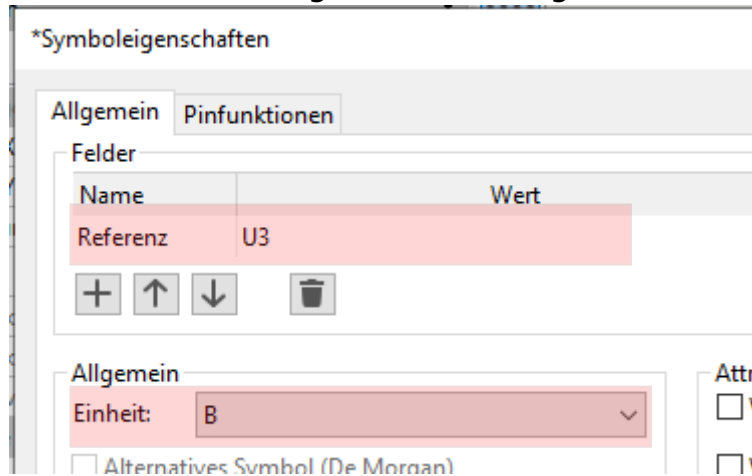 *Symboleigenschaften
Allgemein Pinfunktionen
Felder
Name Wert
Referenz U3
Allgemein
Einheit: B
Alternatives Symbol (De Morgan)